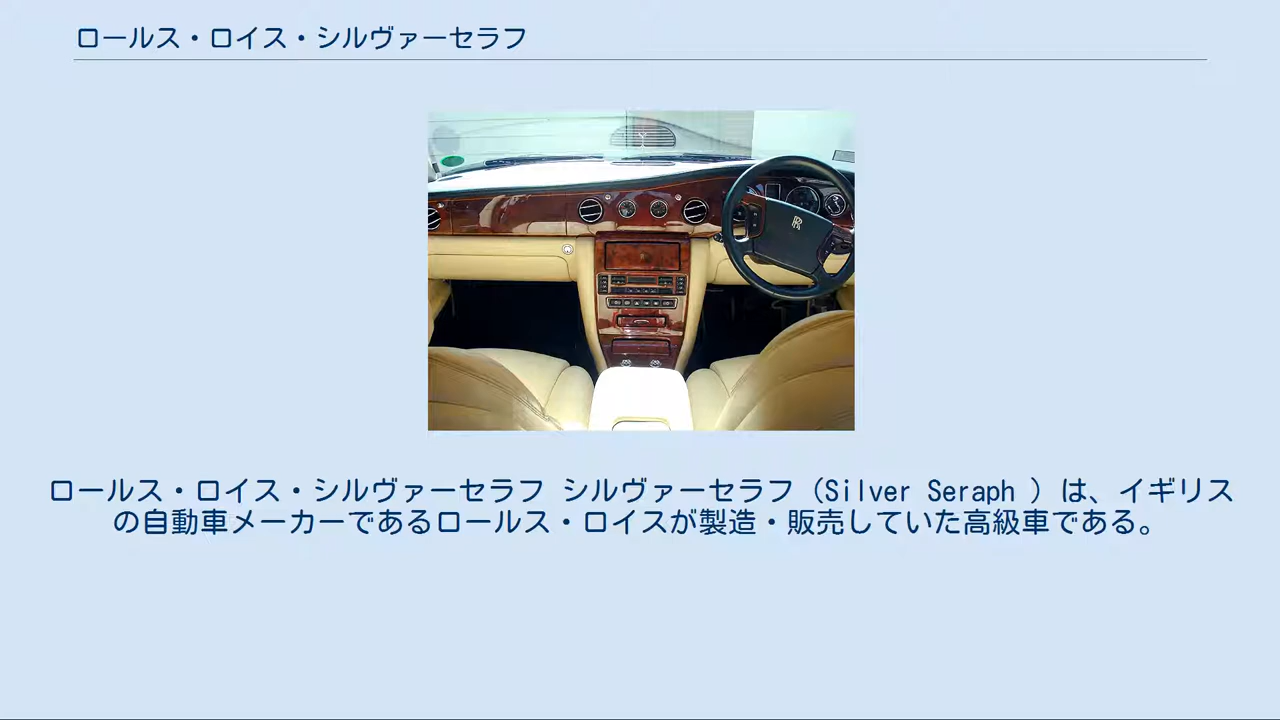 ロールス・ロイス・シルヴァーセラフ
ロールス・ロイス・シルヴァーセラフ シルヴァーセラフ（Silver Seraph ）は、イギリス
の自動車メーカーであるロールス・ロイスが製造・販売していた高級車である。